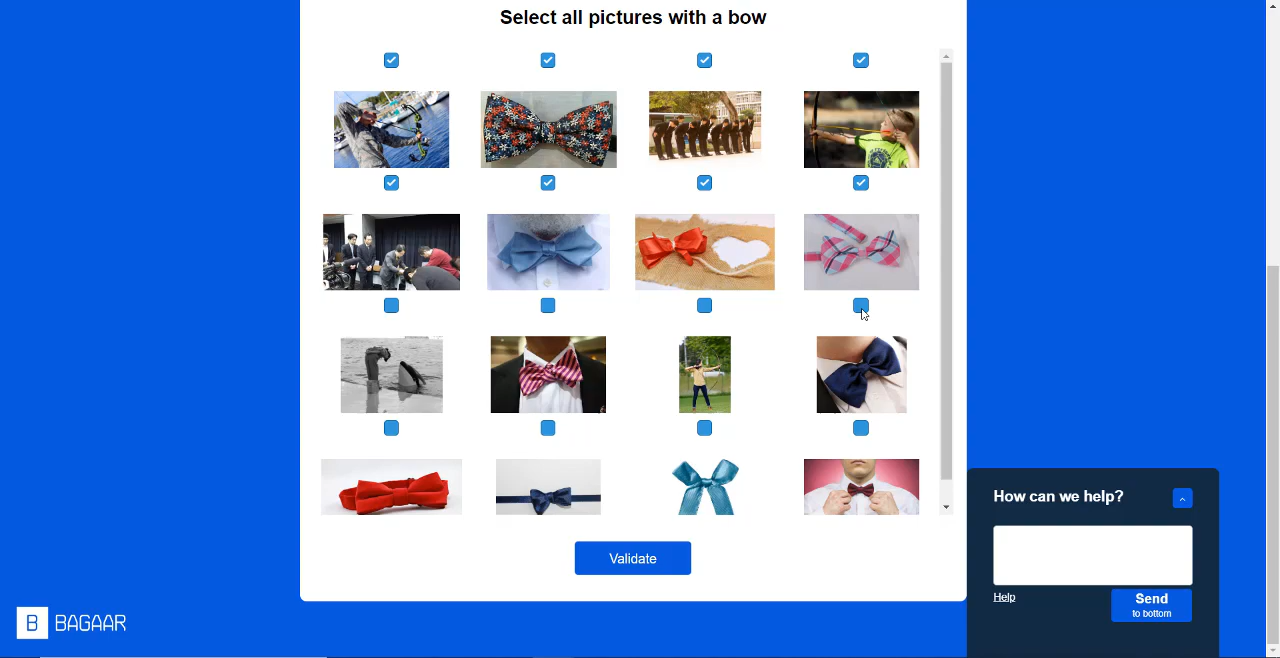 Select all pictures with a bow
Validate
How can we help?
Help
Send
to bottom
B BAGAAR